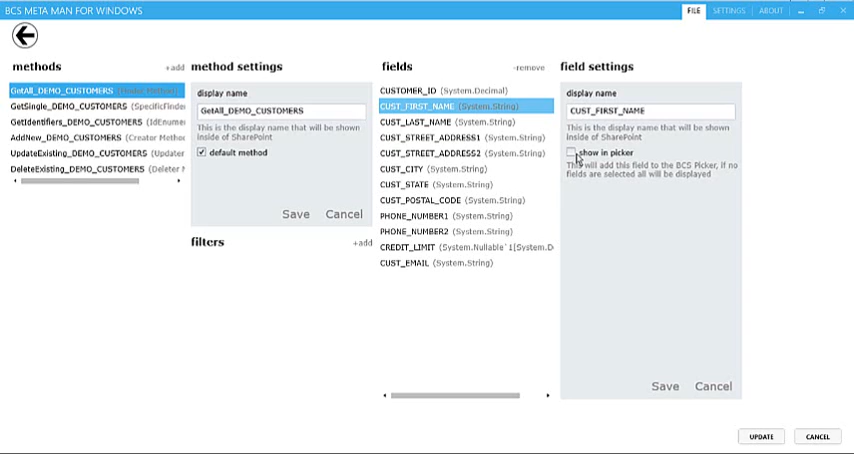 BCS META MAN FOR WINDOWS
FILE SETTINGS ABOUT
methods +add
GetAll_DEMO_CUSTOMERS (Finder Method)
GetSingle_DEMO_CUSTOMERS (SpecificFinder
GetIdentifiers_DEMO_CUSTOMERS (IdEnume
AddNew_DEMO_CUSTOMERS (Creator Metho
UpdateExisting_DEMO_CUSTOMERS (Updater
DeleteExisting_DEMO_CUSTOMERS (Deleter
method settings
display name
GetAll_DEMO_CUSTOMERS
This is the display name that will be shown
inside of SharePoint
default method
Save Cancel
filters +add
fields -remove
CUSTOMER_ID (System.Decimal)
CUST_FIRST_NAME (System.String)
CUST_LAST_NAME (System.String)
CUST_STREET_ADDRESS1 (System.String)
CUST_STREET_ADDRESS2 (System.String)
CUST_CITY (System.String)
CUST_STATE (System.String)
CUST_POSTAL_CODE (System.String)
PHONE_NUMBER1 (System.String)
PHONE_NUMBER2 (System.String)
CREDIT_LIMIT (System.Nullable`1[System.D
CUST_EMAIL (System.String)
field settings
display name
CUST_FIRST_NAME
This is the display name that will be shown
inside of SharePoint
show in picker
This will add this field to the BCS Picker, if no
fields are selected all will be displayed
Save Cancel
UPDATE CANCEL